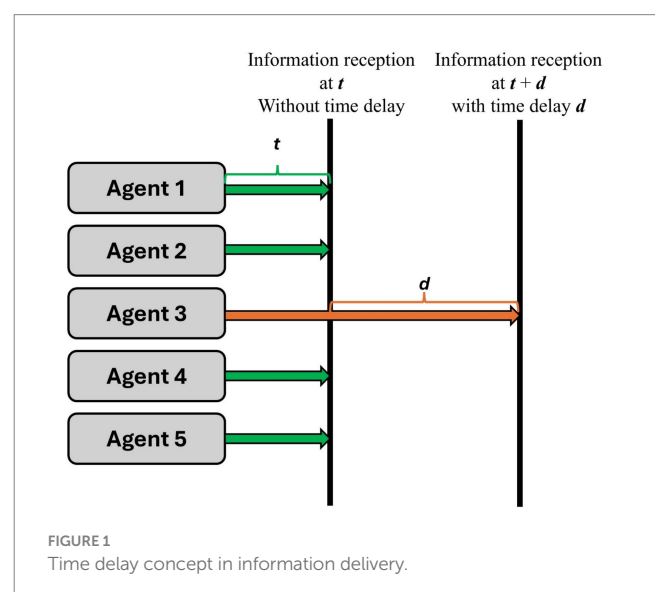 Information reception
at t
Without time delay
Information reception
at t + d
with time delay d
t
Agent 1
Agent 2
d
Agent 3
Agent 4
Agent 5
FIGURE 1
Time delay concept in information delivery.